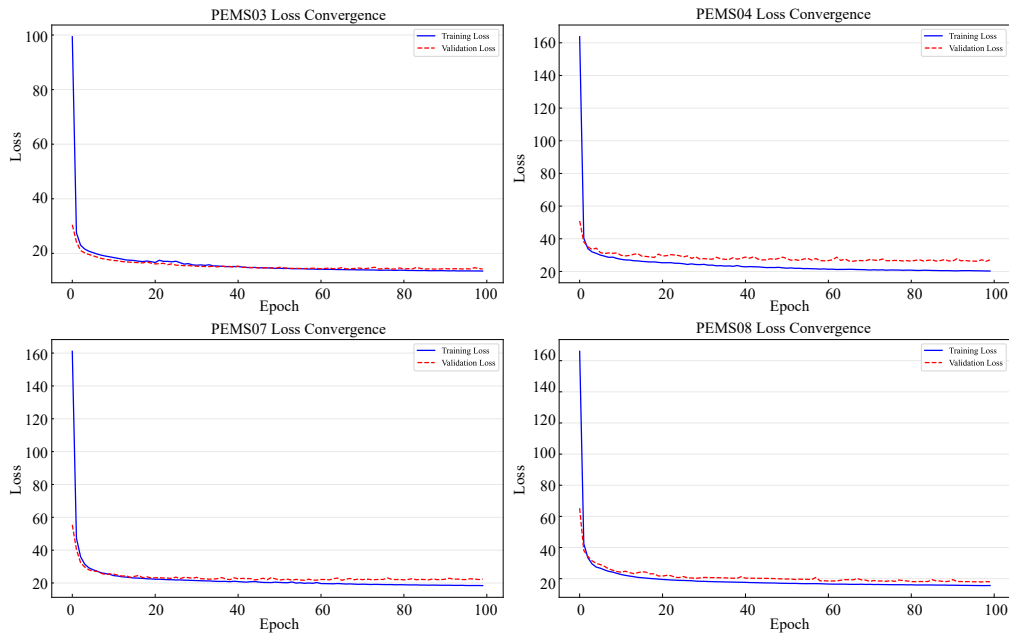 PEMS03 Loss Convergence
100
80
60
40
20
Loss
0 20 40 60 80 100
Epoch
Training Loss
Validation Loss
PEMS04 Loss Convergence
160
140
120
100
80
60
40
20
Loss
0 20 40 60 80 100
Epoch
Training Loss
Validation Loss
PEMS07 Loss Convergence
160
140
120
100
80
60
40
20
Loss
0 20 40 60 80 100
Epoch
Training Loss
Validation Loss
PEMS08 Loss Convergence
160
140
120
100
80
60
40
20
Loss
0 20 40 60 80 100
Epoch
Training Loss
Validation Loss